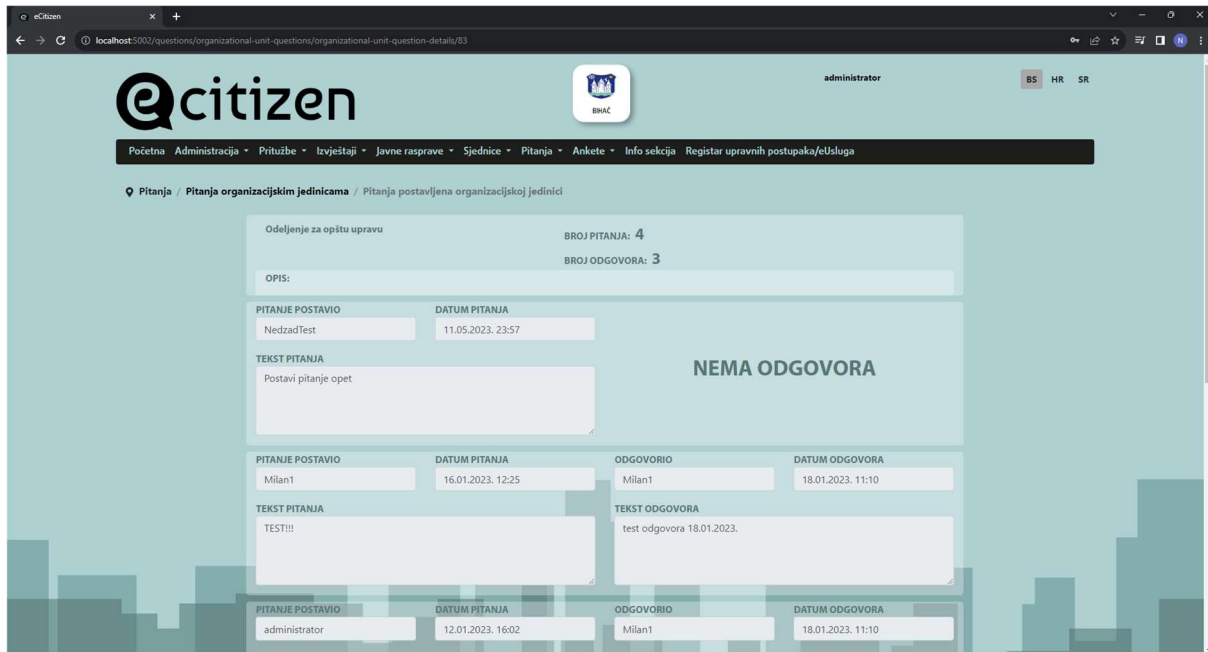 eCitizen
localhost:5002/questions/organizational-unit-questions/organizational-unit-question-details/83
N
ecitizen
BIHAĆ
administrator
BS HR SR
Početna Administracija Pritužbe Izvještaji Javne rasprave Sjednice Pitanja Ankete Info sekcija Registar upravnih postupaka/eUsluga
Pitanja / Pitanja organizacijskim jedinicama / Pitanja postavljena organizacijskoj jedinici
Odeljenje za opštu upravu
BROJ PITANJA: 4
BROJ ODGOVORA: 3
OPIS:
PITANJE POSTAVIO DATUM PITANJA
NedzadTest 11.05.2023. 23:57
TEKST PITANJA
Postavi pitanje opet
NEMA ODGOVORA
PITANJE POSTAVIO DATUM PITANJA ODGOVORIO DATUM ODGOVORA
Milan1 16.01.2023. 12:25 Milan1 18.01.2023. 11:10
TEKST PITANJA TEKST ODGOVORA
TEST!!! test odgovora 18.01.2023.
PITANJE POSTAVIO DATUM PITANJA ODGOVORIO DATUM ODGOVORA
administrator 12.01.2023. 16:02 Milan1 18.01.2023. 11:10